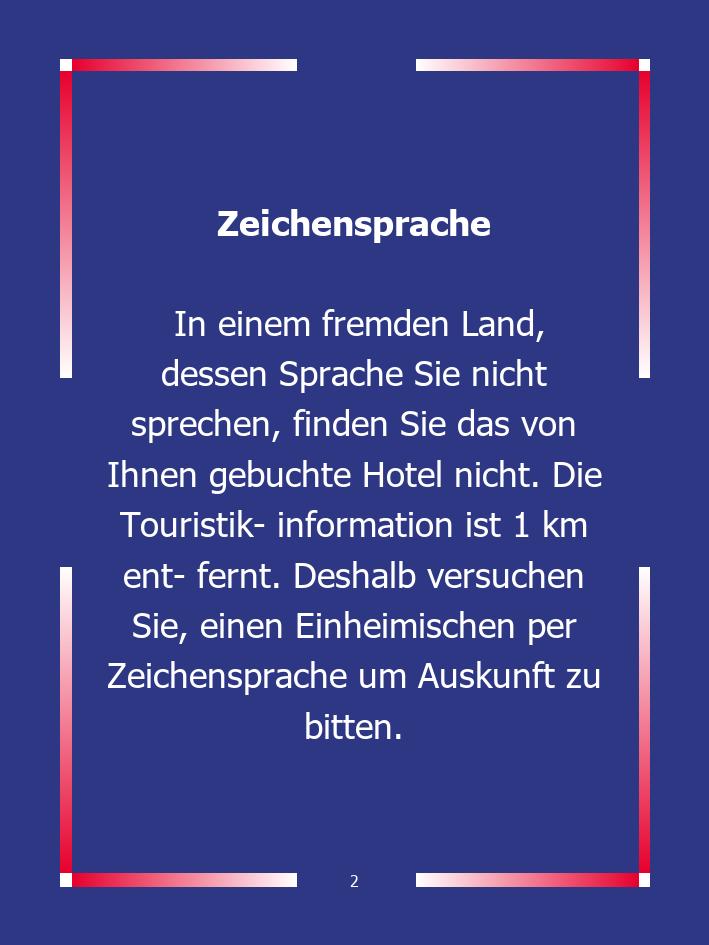 Zeichensprache
In einem fremden Land,
dessen Sprache Sie nicht
sprechen, finden Sie das von
Ihnen gebuchte Hotel nicht. Die
Touristik- information ist 1 km
ent- fernt. Deshalb versuchen
Sie, einen Einheimischen per
Zeichensprache um Auskunft zu
bitten.
2